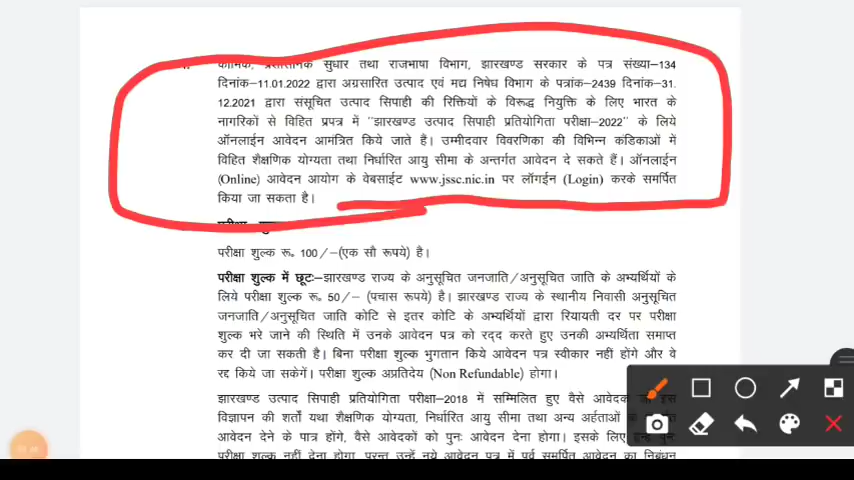 कार्मिक, प्रशासनिक सुधार तथा राजभाषा विभाग, झारखण्ड सरकार के पत्र संख्या–134
दिनांक–11.01.2022 द्वारा अग्रसारित उत्पाद एवं मद्य निषेध विभाग के पत्रांक–2439 दिनांक–31.
12.2021 द्वारा संसूचित उत्पाद सिपाही की रिक्तियों के विरूद्ध नियुक्ति के लिए भारत के
नागरिकों से विहित प्रपत्र में "झारखण्ड उत्पाद सिपाही प्रतियोगिता परीक्षा–2022" के लिये
ऑनलाईन आवेदन आमंत्रित किये जाते है। उम्मीदवार विवरणिका की विभिन्न कंडिकाओं में
विहित शैक्षणिक योग्यता तथा निर्धारित आयु सीमा के अन्तर्गत आवेदन दे सकते हैं। ऑनलाईन
(Online) आवेदन आयोग के वेबसाईट www.jssc.nic.in पर लॉगईन (Login) करके समर्पित
किया जा सकता है।
परीक्षा
परीक्षा शुल्क रू० 100/–(एक सौ रूपये) है।
परीक्षा शुल्क में छूटः–झारखण्ड राज्य के अनुसूचित जनजाति/अनुसूचित जाति के अभ्यर्थियों के
लिये परीक्षा शुल्क रू० 50/– (पचास रूपये) है। झारखण्ड राज्य के स्थानीय निवासी अनुसूचित
जनजाति/अनुसूचित जाति कोटि से इतर कोटि के अभ्यर्थियों द्वारा रियायती दर पर परीक्षा
शुल्क भरे जाने की स्थिति में उनके आवेदन पत्र को रद्द करते हुए उनकी अभ्यर्थिता समाप्त
कर दी जा सकती है। बिना परीक्षा शुल्क भुगतान किये आवेदन पत्र स्वीकार नहीं होंगे और वे
रद्द किये जा सकेगें। परीक्षा शुल्क अप्रतिदेय (Non Refundable) होगा।
झारखण्ड उत्पाद सिपाही प्रतियोगिता परीक्षा–2018 में सम्मिलित हुए वैसे आवेदक
विज्ञापन की शर्तों यथा शैक्षणिक योग्यता, निर्धारित आयु सीमा तथा अन्य अर्हताओं के
आवेदन देने के पात्र होंगे, वैसे आवेदकों को पुनः आवेदन देना होगा। इसके लिए
परीक्षा शुल्क नहीं देना होगा, परन्तु उन्हें नये आवेदन पत्र में पूर्व समर्पित आवेदन का निबंधन